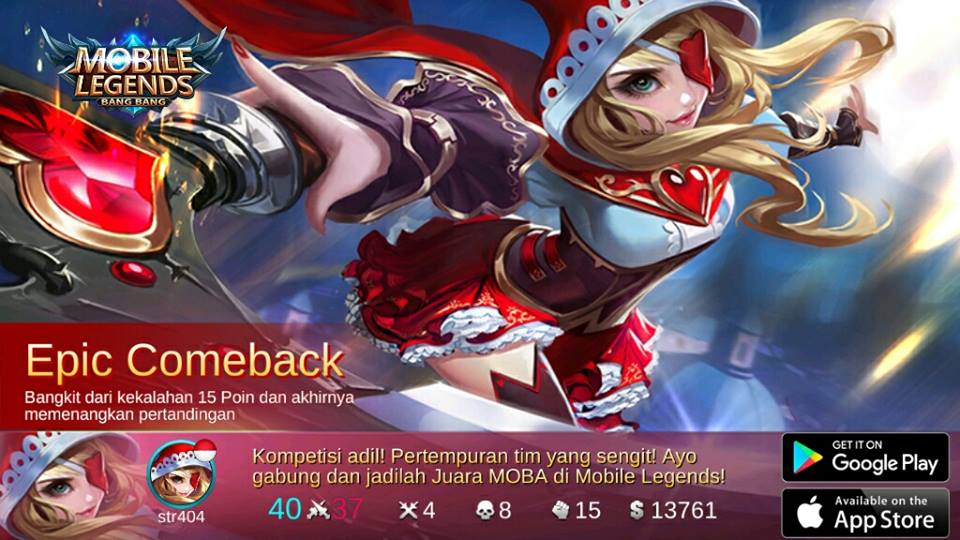 MOBILE
LEGENDS
BANG BANG
Epic Comeback
Bangkit dari kekalahan 15 Poin dan akhirnya
memenangkan pertandingan
str404
Kompetisi adil! Pertempuran tim yang sengit! Ayo
gabung dan jadilah Juara MOBA di Mobile Legends!
40 37 4 8 15 $ 13761
GET IT ON
Google Play
Available on the
App Store